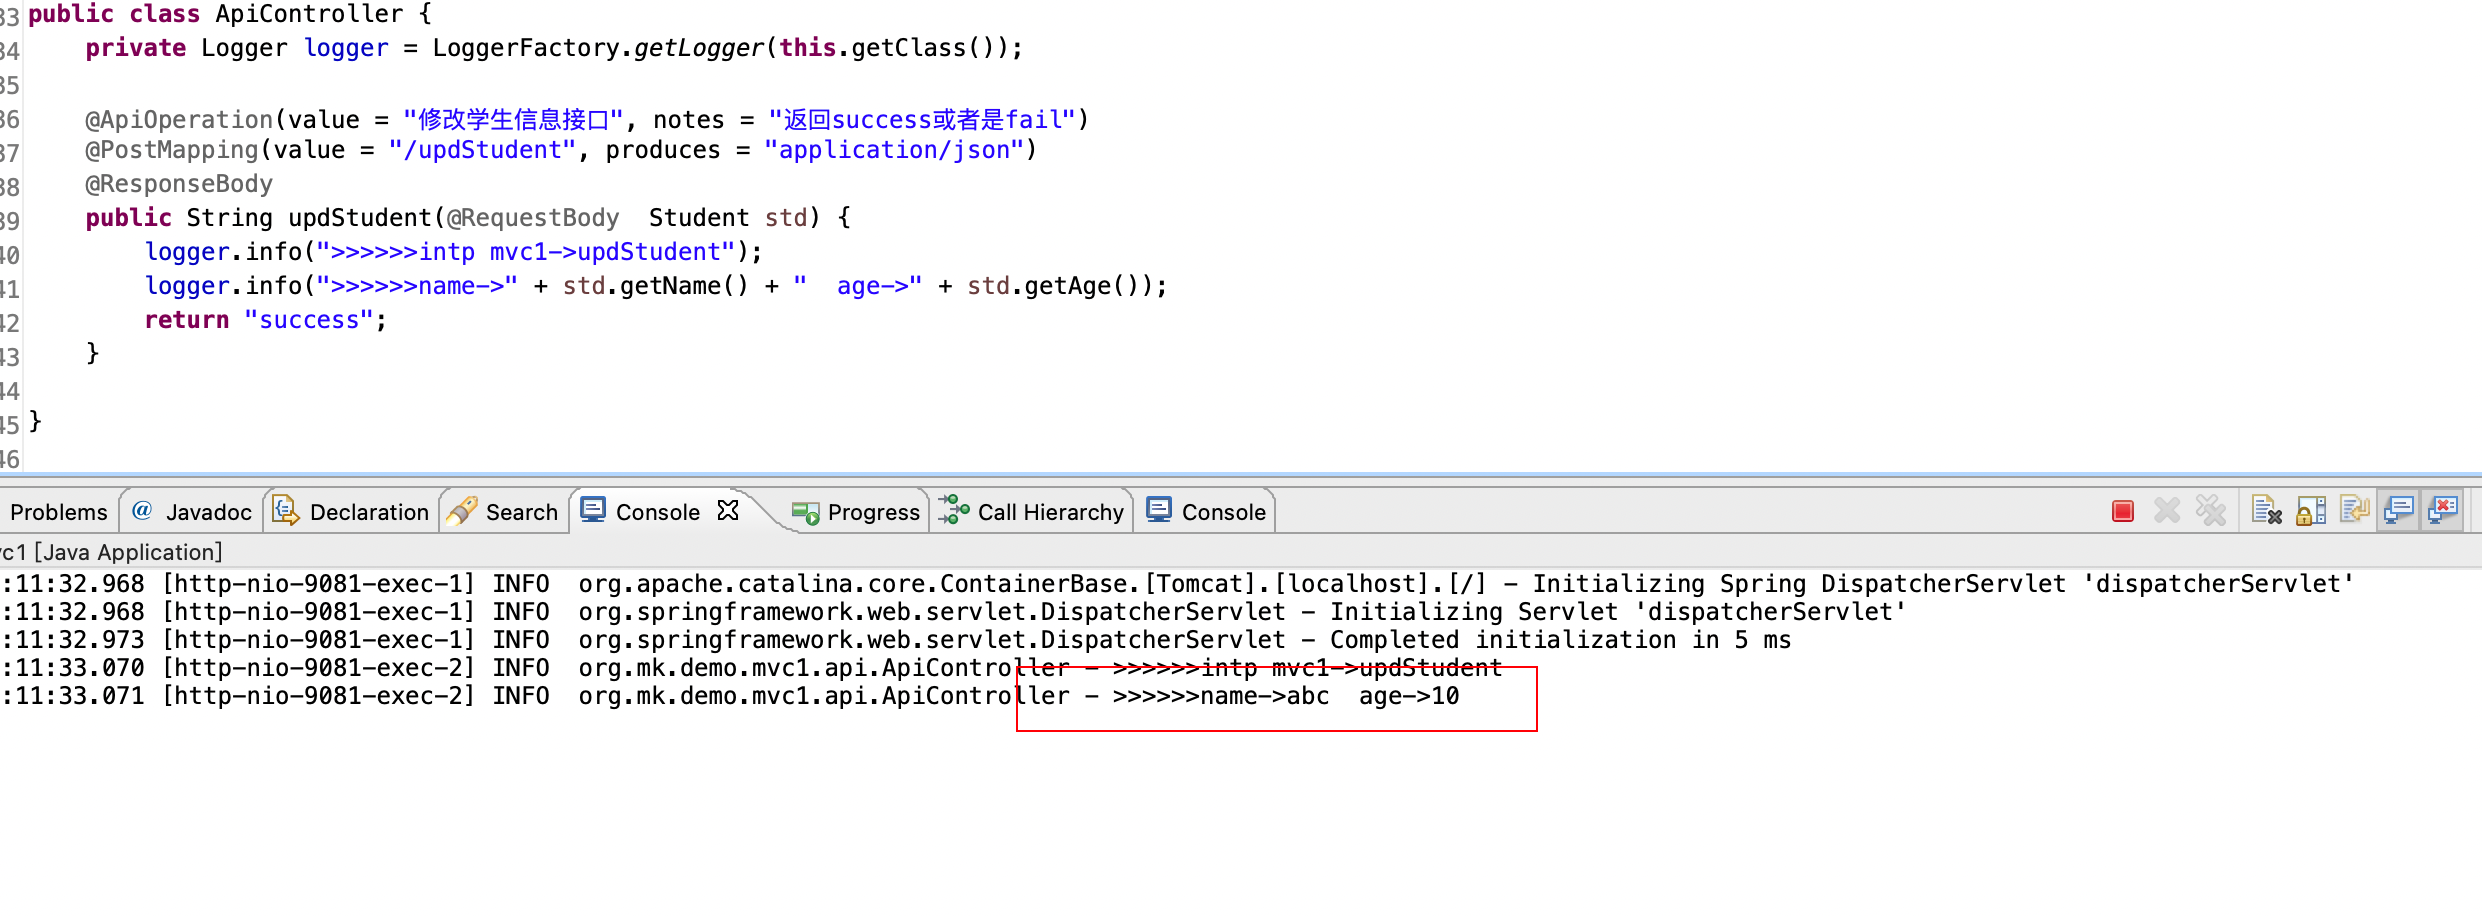 33 public class ApiController {
34 private Logger logger = LoggerFactory.getLogger(this.getClass());
35
36 @ApiOperation(value = "修改学生信息接口", notes = "返回success或者是fail")
37 @PostMapping(value = "/updStudent", produces = "application/json")
38 @ResponseBody
39 public String updStudent(@RequestBody  Student std) {
40 logger.info(">>>>>>intp mvc1->updStudent");
41 logger.info(">>>>>>name->" + std.getName() + "  age->" + std.getAge());
42 return "success";
43 }
44
45 }
46
Problems @ Javadoc Declaration Search Console Progress Call Hierarchy Console
vc1 [Java Application]
:11:32.968 [http-nio-9081-exec-1] INFO  org.apache.catalina.core.ContainerBase.[Tomcat].[localhost].[/] - Initializing Spring DispatcherServlet 'dispatcherServlet'
:11:32.968 [http-nio-9081-exec-1] INFO  org.springframework.web.servlet.DispatcherServlet - Initializing Servlet 'dispatcherServlet'
:11:32.973 [http-nio-9081-exec-1] INFO  org.springframework.web.servlet.DispatcherServlet - Completed initialization in 5 ms
:11:33.070 [http-nio-9081-exec-2] INFO  org.mk.demo.mvc1.api.ApiController - >>>>>>intp mvc1->updStudent
:11:33.071 [http-nio-9081-exec-2] INFO  org.mk.demo.mvc1.api.ApiController - >>>>>>name->abc  age->10